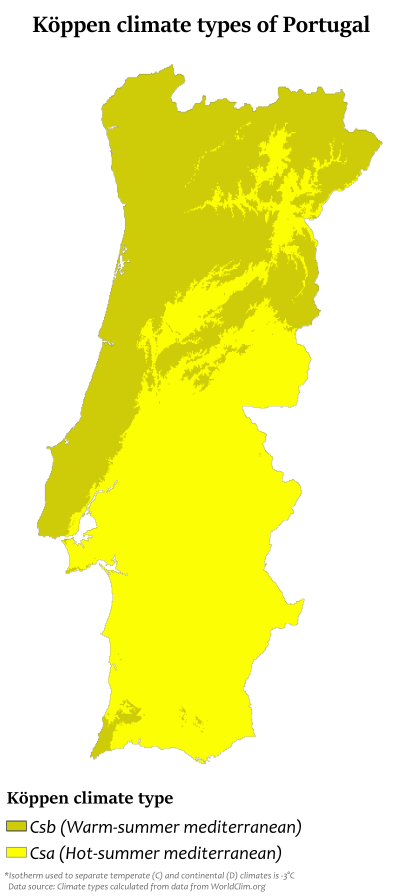 Köppen climate types of Portugal
Köppen climate type
Csb (Warm-summer mediterranean)
Csa (Hot-summer mediterranean)
*Isotherm used to separate temperate (C) and continental (D) climates is -3°C
Data source: Climate types calculated from data from WorldClim.org